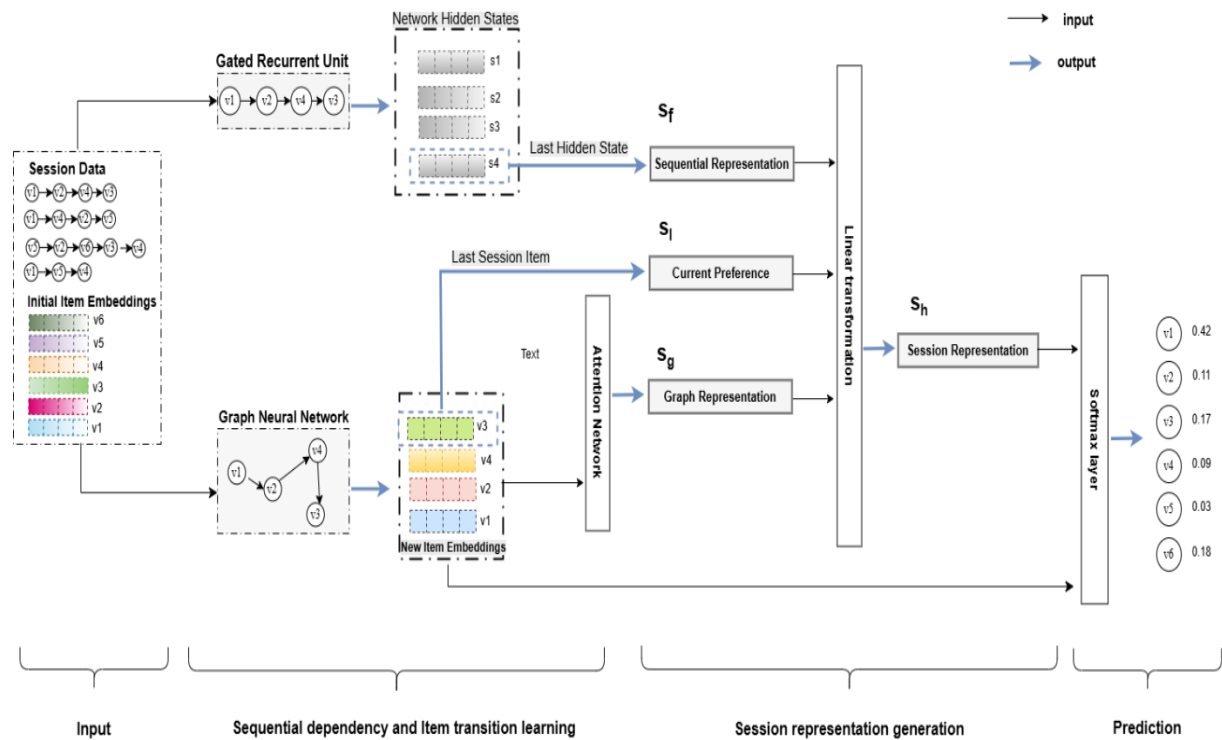 Network Hidden States
input
output
Gated Recurrent Unit
v1 v2 v4 v3
s1
s2
s3
s4
Last Hidden State
Sf
Sequential Representation
Session Data
v1 v2 v4 v3
v1 v4 v2 v5
v5 v2 v6 v3 v4
v1 v5 v4
Initial Item Embeddings
v6
v5
v4
v3
v2
v1
Last Session Item
Sl
Current Preference
Linear transformation
Text
Attention Network
Sg
Graph Representation
Sh
Session Representation
Softmax layer
v1 0.42
v2 0.11
v3 0.17
v4 0.09
v5 0.03
v6 0.18
Graph Neural Network
v1
v2
v4
v3
v3
v4
v2
v1
New Item Embeddings
Input
Sequential dependency and Item transition learning
Session representation generation
Prediction